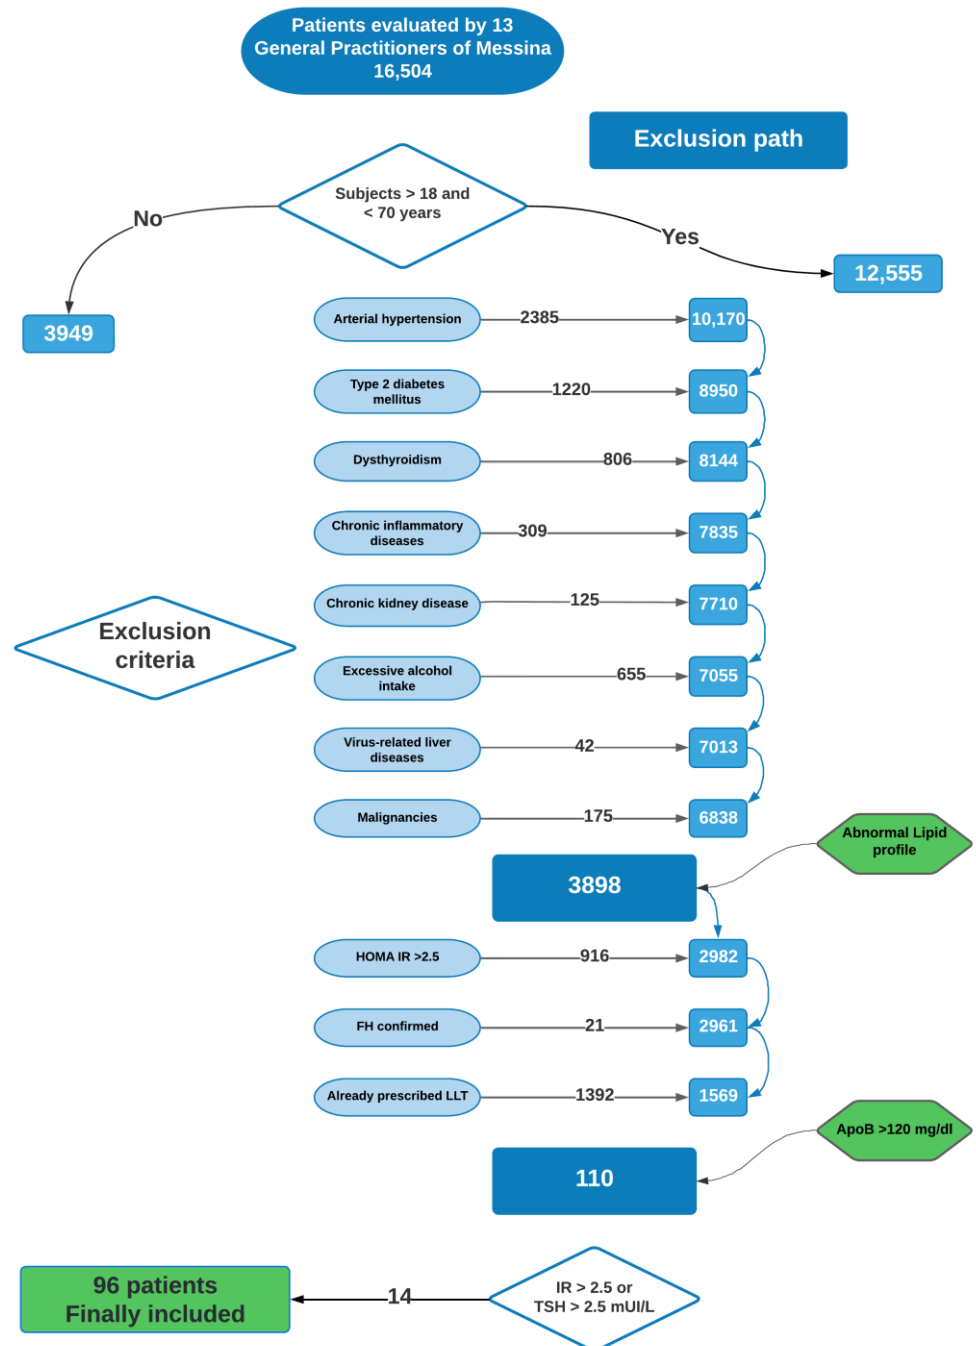 Patients evaluated by 13
General Practitioners of Messina
16,504
Exclusion path
Subjects > 18 and
< 70 years
No
Yes
12,555
3949
Arterial hypertension
2385
10,170
Type 2 diabetes
mellitus
1220
8950
Dysthyroidism
806
8144
Chronic inflammatory
diseases
309
7835
Chronic kidney disease
125
7710
Exclusion
criteria
Excessive alcohol
intake
655
7055
Virus-related liver
diseases
42
7013
Malignancies
175
6838
Abnormal Lipid
profile
3898
HOMA IR >2.5
916
2982
FH confirmed
21
2961
Already prescribed LLT
1392
1569
ApoB >120 mg/dl
110
IR > 2.5 or
TSH > 2.5 mUI/L
14
96 patients
Finally included